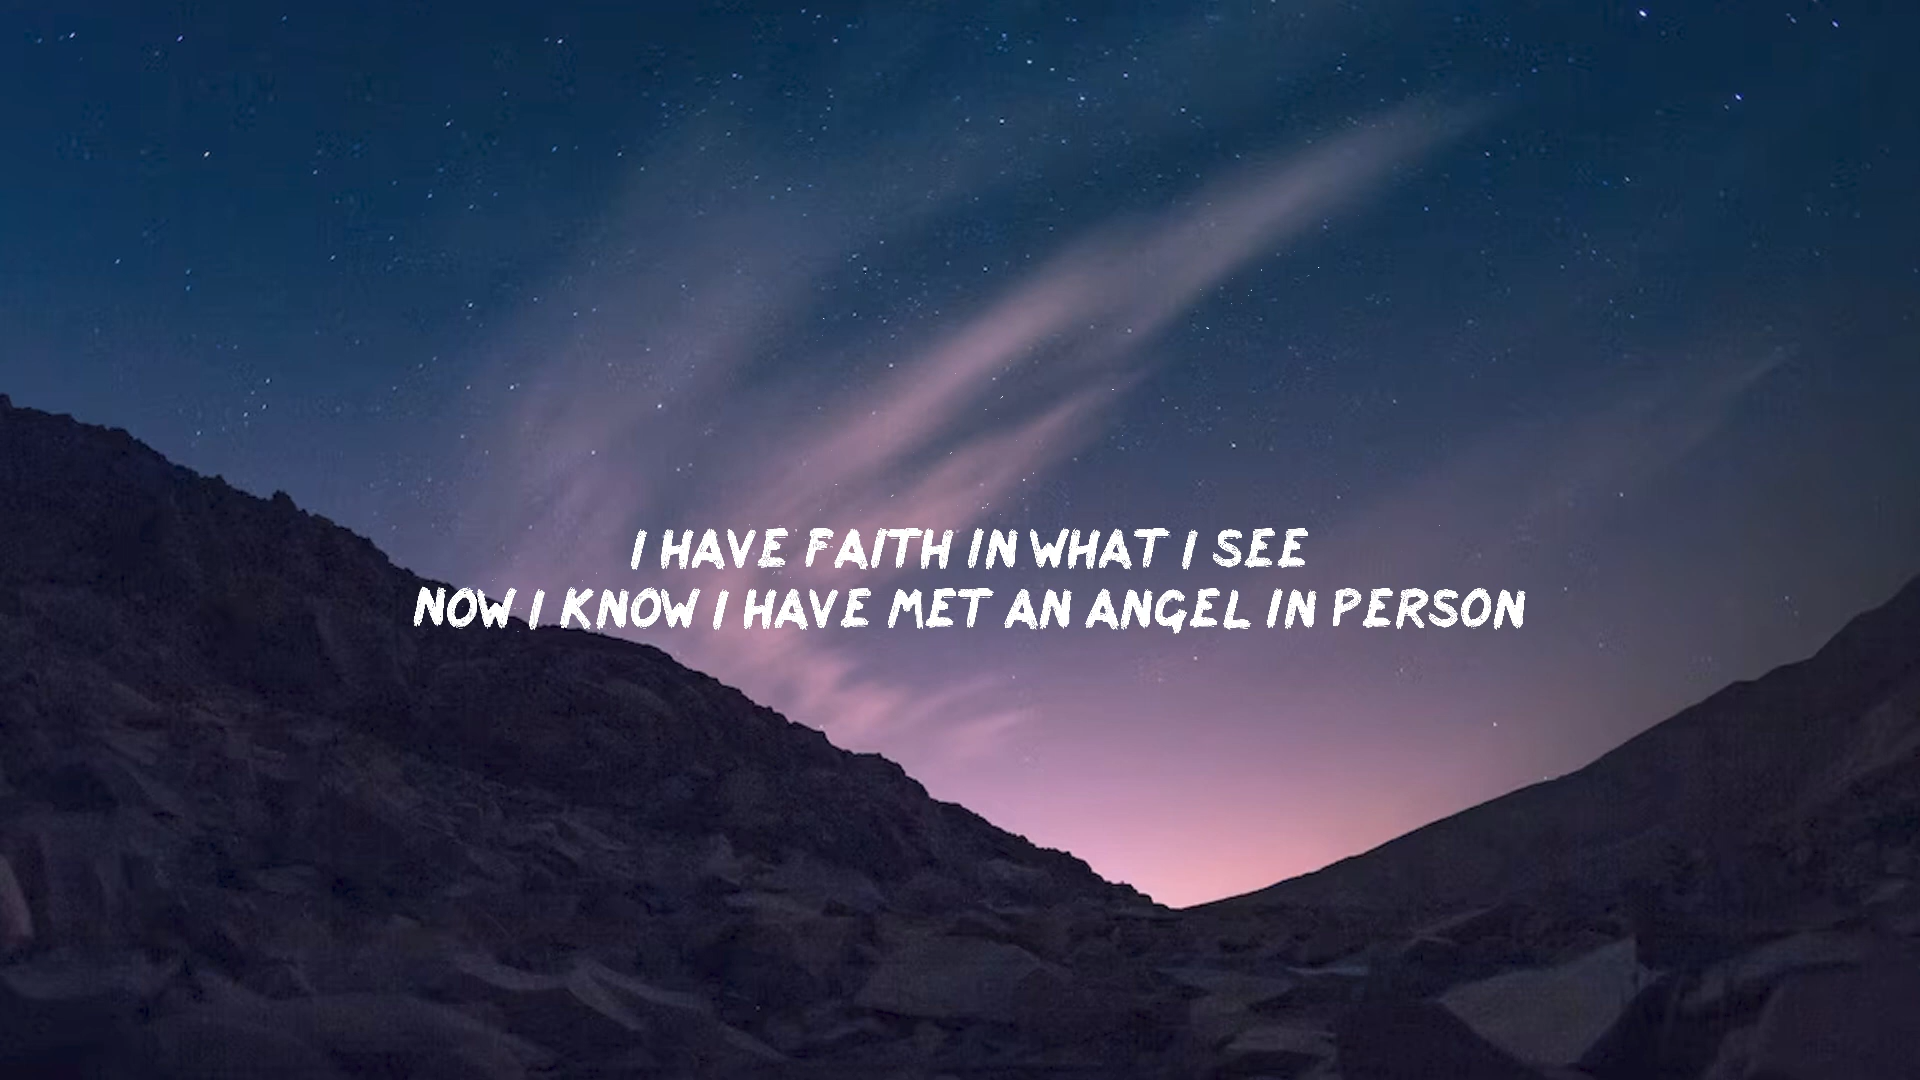 I HAVE FAITH IN WHAT I SEE
NOW I KNOW I HAVE MET AN ANGEL IN PERSON